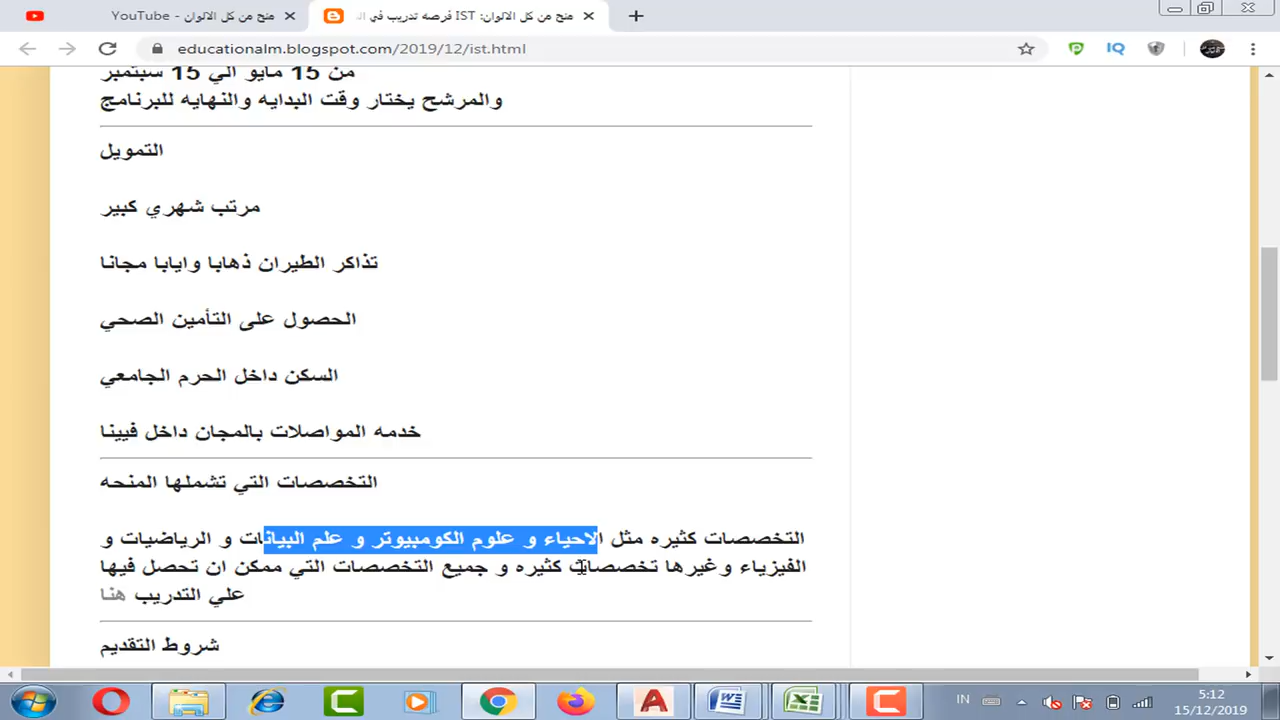 منح من كل الالوان - YouTube
منح من كل الالوان: IST فرصه تدريب في ال
educationalm.blogspot.com/2019/12/ist.html
من 15 مايو الي 15 سبتمبر
والمرشح يختار وقت البدايه والنهايه للبرنامج
التمويل
مرتب شهري كبير
تذاكر الطيران ذهابا وايابا مجانا
الحصول على التأمين الصحي
السكن داخل الحرم الجامعي
خدمه المواصلات بالمجان داخل فيينا
التخصصات التي تشملها المنحه
التخصصات كثيره مثل الاحياء و علوم الكومبيوتر و علم البيانات و الرياضيات و
الفيزياء وغيرها تخصصات كثيره و جميع التخصصات التي ممكن ان تحصل فيها
علي التدريب هنا
شروط التقديم
IN
5:12
15/12/2019